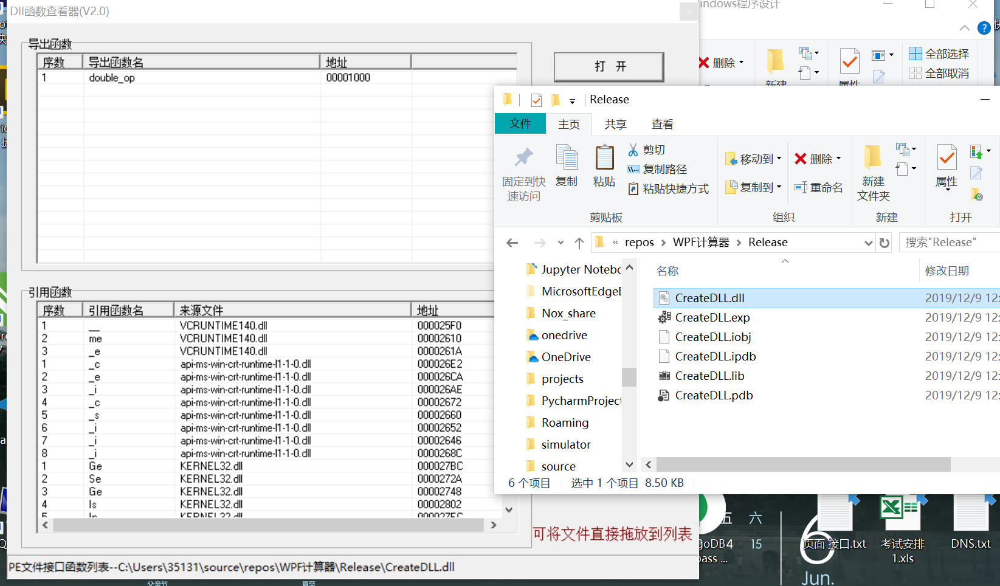 Dll函数查看器(V2.0)
导出函数
序数 导出函数名 地址
1 double_op 00001000
打 开
引用函数
序数 引用函数名 来源文件 地址
1 __ VCRUNTIME140.dll 000025F0
2 me VCRUNTIME140.dll 00002610
3 _e VCRUNTIME140.dll 0000261A
1 _c api-ms-win-crt-runtime-l1-1-0.dll 000026E2
2 _e api-ms-win-crt-runtime-l1-1-0.dll 000026CA
3 _i api-ms-win-crt-runtime-l1-1-0.dll 000026AE
4 _c api-ms-win-crt-runtime-l1-1-0.dll 00002672
5 _s api-ms-win-crt-runtime-l1-1-0.dll 00002660
6 _i api-ms-win-crt-runtime-l1-1-0.dll 00002652
7 _i api-ms-win-crt-runtime-l1-1-0.dll 00002646
8 _i api-ms-win-crt-runtime-l1-1-0.dll 0000268C
1 Ge KERNEL32.dll 000027BC
2 Se KERNEL32.dll 0000272A
3 Ge KERNEL32.dll 00002748
4 Is KERNEL32.dll 00002802
可将文件直接拖放到列表
PE文件接口函数列表--C:\Users\35131\source\repos\WPF计算器\Release\CreateDLL.dll
indows程序设计
删除
全部选择
全部取消
Release
文件 主页 共享 查看
固定到快
速访问
复制
粘贴
剪切
复制路径
粘贴快捷方式
剪贴板
移动到
复制到
删除
重命名
组织
新建
文件夹
新建
属性
打开
« repos WPF计算器 Release
搜索"Release"
Jupyter Notebo
MicrosoftEdgeE
Nox_share
onedrive
OneDrive
projects
PycharmProject
Roaming
simulator
source
名称 修改日期
CreateDLL.dll 2019/12/9 12:
CreateDLL.exp 2019/12/9 12:
CreateDLL.iobj 2019/12/9 12:
CreateDLL.ipdb 2019/12/9 12:
CreateDLL.lib 2019/12/9 12:
CreateDLL.pdb 2019/12/9 12:
6 个项目 选中 1 个项目 8.50 KB
五 六
15
goDB4
pass ...
6
Jun.
页面 接口.txt
考试安排
1.xls
DNS.txt
父亲节
夏至